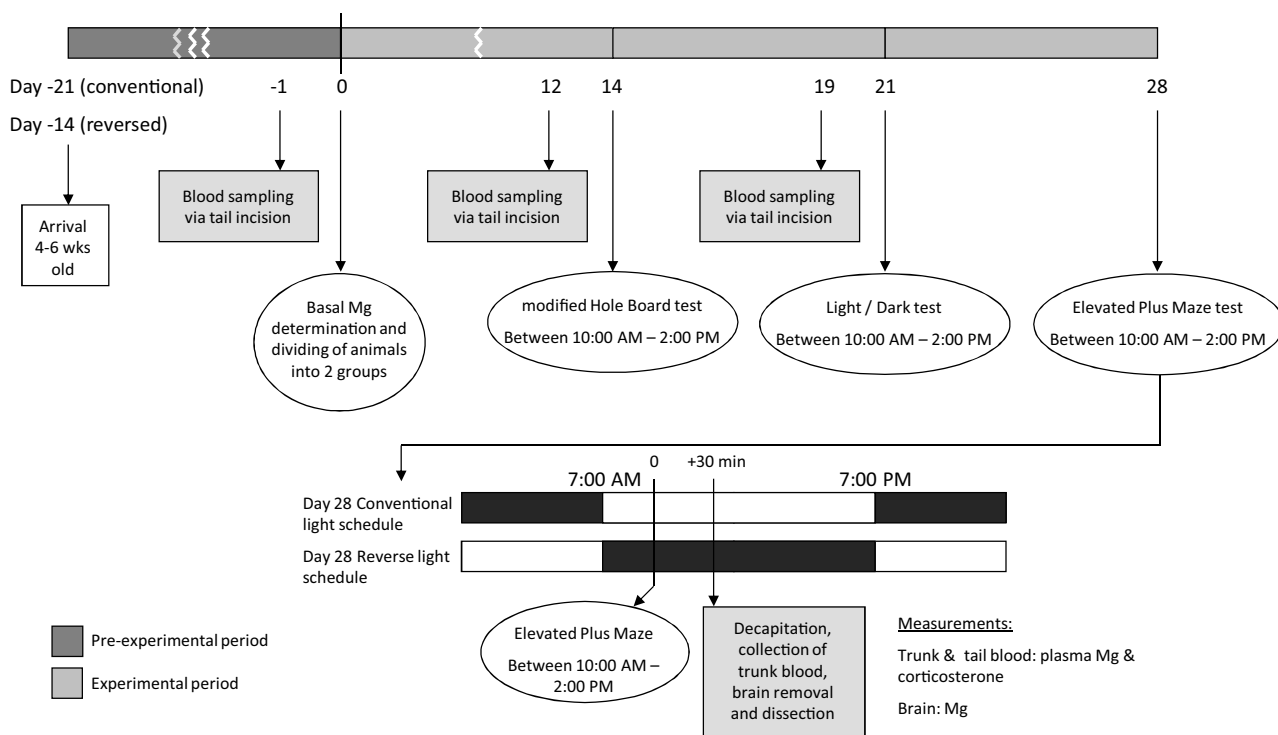 Day -21 (conventional)
-1
0
12
14
19
21
28
Day -14 (reversed)
Arrival
4-6 wks
old
Blood sampling
via tail incision
Blood sampling
via tail incision
Blood sampling
via tail incision
Basal Mg
determination and
dividing of animals
into 2 groups
modified Hole Board test
Between 10:00 AM – 2:00 PM
Light / Dark test
Between 10:00 AM – 2:00 PM
Elevated Plus Maze test
Between 10:00 AM – 2:00 PM
0
+30 min
7:00 AM
7:00 PM
Day 28 Conventional
light schedule
Day 28 Reverse light
schedule
Elevated Plus Maze
Between 10:00 AM –
2:00 PM
Decapitation,
collection of
trunk blood,
brain removal
and dissection
Measurements:
Trunk & tail blood: plasma Mg &
corticosterone
Brain: Mg
Pre-experimental period
Experimental period